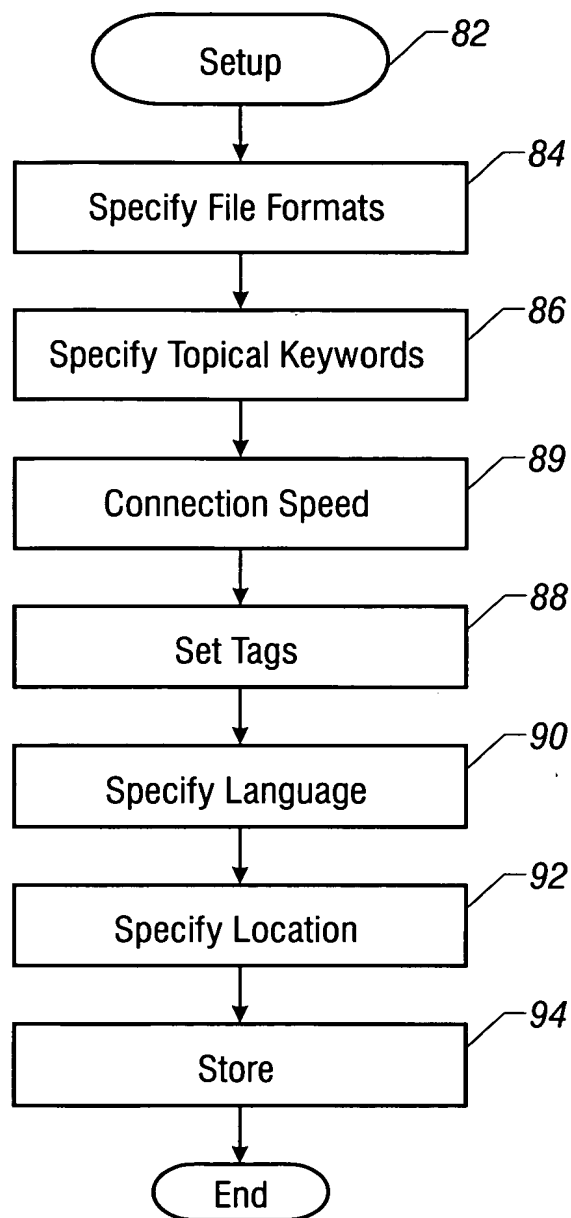 Setup
82
84
Specify File Formats
86
Specify Topical Keywords
89
Connection Speed
88
Set Tags
90
Specify Language
92
Specify Location
94
Store
End